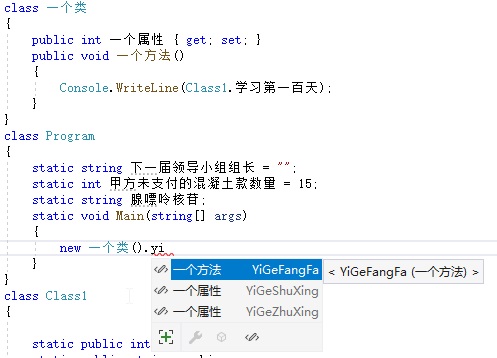 class 一个类
{
public int 一个属性 { get; set; }
public void 一个方法()
{
Console.WriteLine(Class1.学习第一百天);
}
}
class Program
{
static string 下一届领导小组组长 = "";
static int 甲方未支付的混凝土款数量 = 15;
static string 腺嘌呤核苷;
static void Main(string[] args)
{
new 一个类().yi
一个方法 YiGeFangFa
< YiGeFangFa (一个方法) >
一个属性 YiGeShuXing
一个属性 YiGeZhuXing
}
}
class Class1
{
static public int